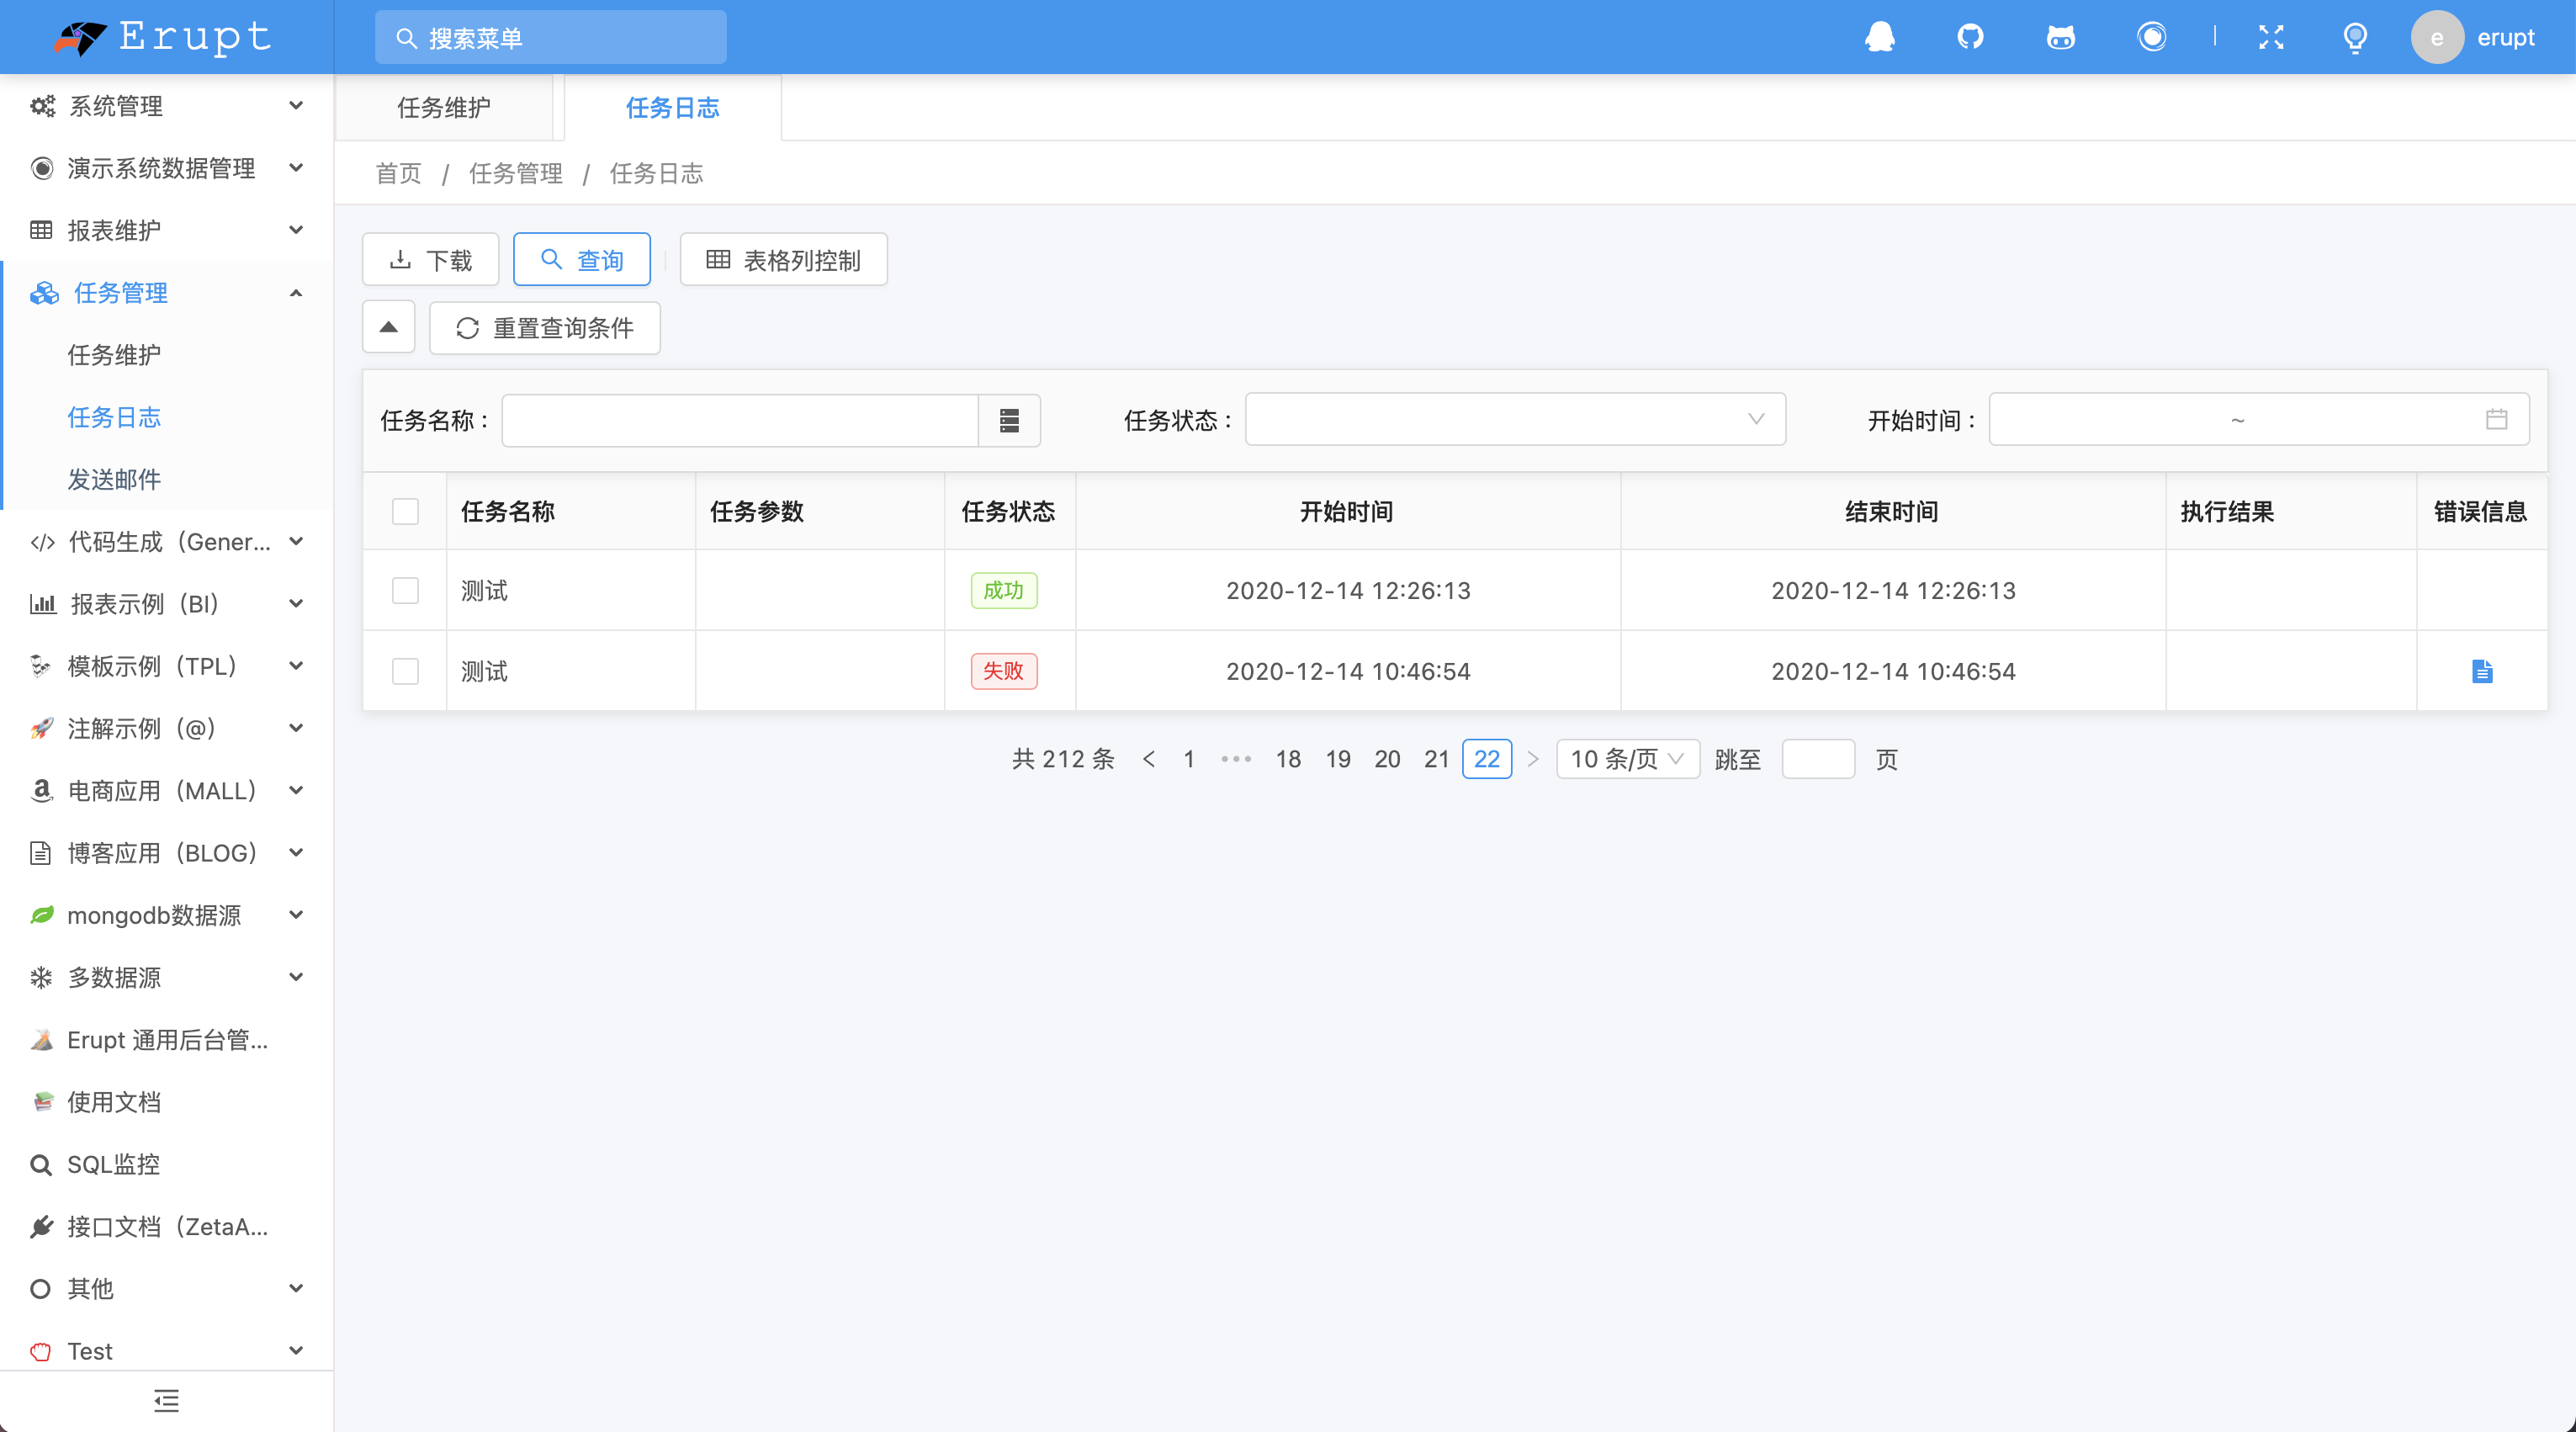 Erupt
搜索菜单
e
erupt
系统管理
演示系统数据管理
报表维护
任务管理
任务维护
任务日志
发送邮件
代码生成（Gener...
报表示例（BI）
模板示例（TPL）
注解示例（@）
电商应用（MALL）
博客应用（BLOG）
mongodb数据源
多数据源
Erupt 通用后台管...
使用文档
SQL监控
接口文档（ZetaA...
其他
Test
任务维护 任务日志
首页 / 任务管理 / 任务日志
下载 查询 表格列控制
重置查询条件
任务名称 : 任务状态 : 开始时间 : ~
任务名称 任务参数 任务状态 开始时间 结束时间 执行结果 错误信息
测试 成功 2020-12-14 12:26:13 2020-12-14 12:26:13
测试 失败 2020-12-14 10:46:54 2020-12-14 10:46:54
共 212 条 < 1 ••• 18 19 20 21 22 > 10 条/页 跳至 页